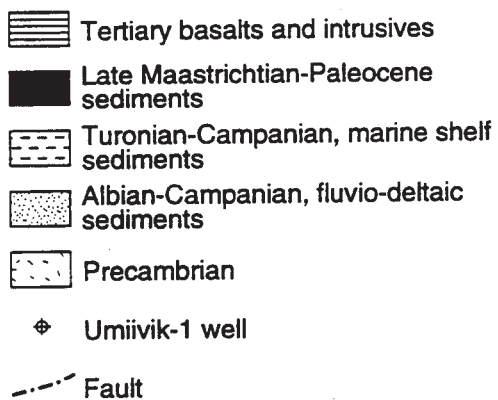 Tertiary basalts and intrusives
Late Maastrichtian-Paleocene
sediments
Turonian-Campanian, marine shelf
sediments
Albian-Campanian, fluvio-deltaic
sediments
Precambrian
Umiivik-1 well
Fault